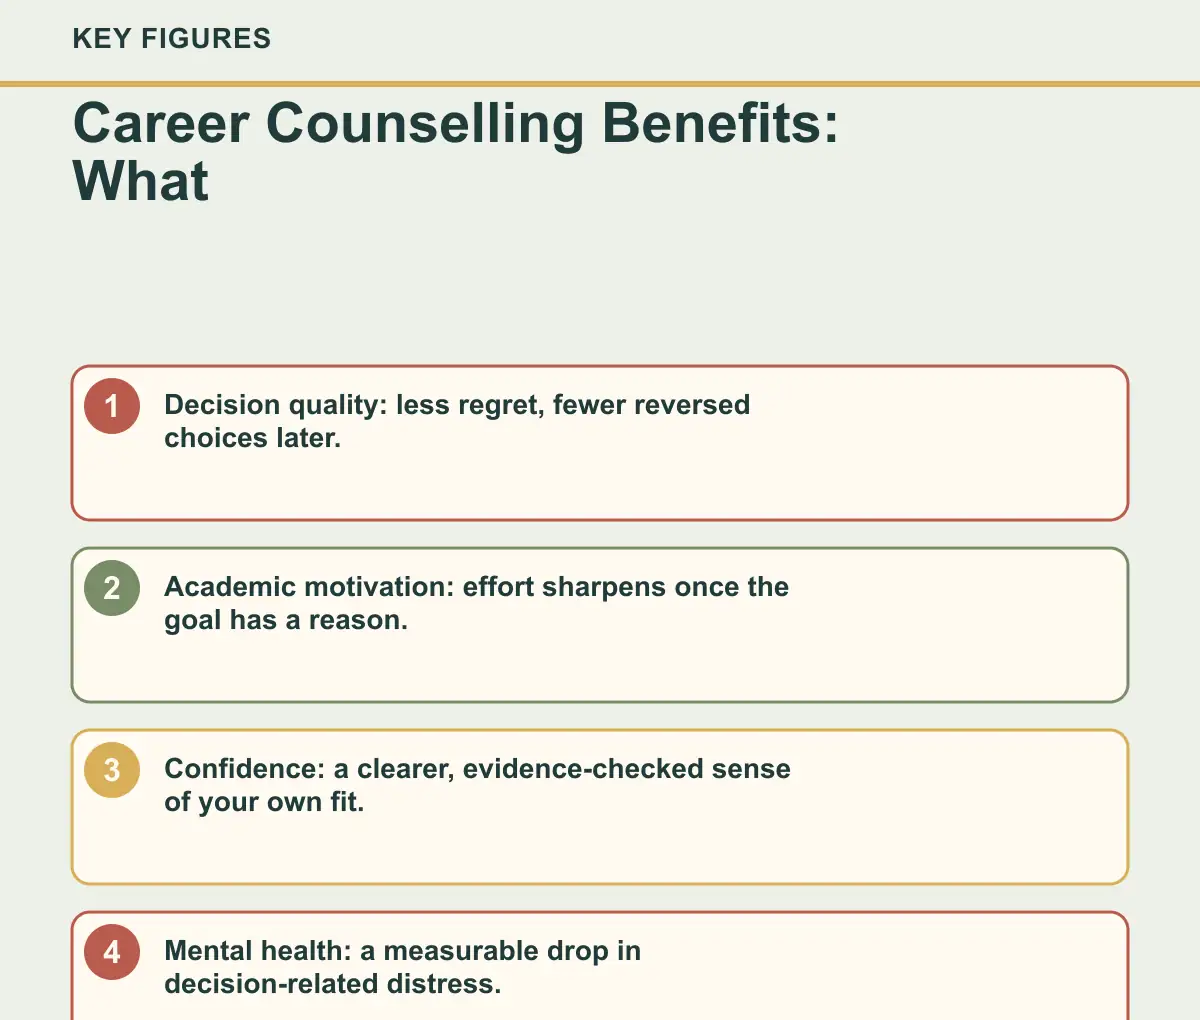 KEY FIGURES
Career Counselling Benefits:
What
1
Decision quality: less regret, fewer reversed
choices later.
2
Academic motivation: effort sharpens once the
goal has a reason.
3
Confidence: a clearer, evidence-checked sense
of your own fit.
4
Mental health: a measurable drop in
decision-related distress.